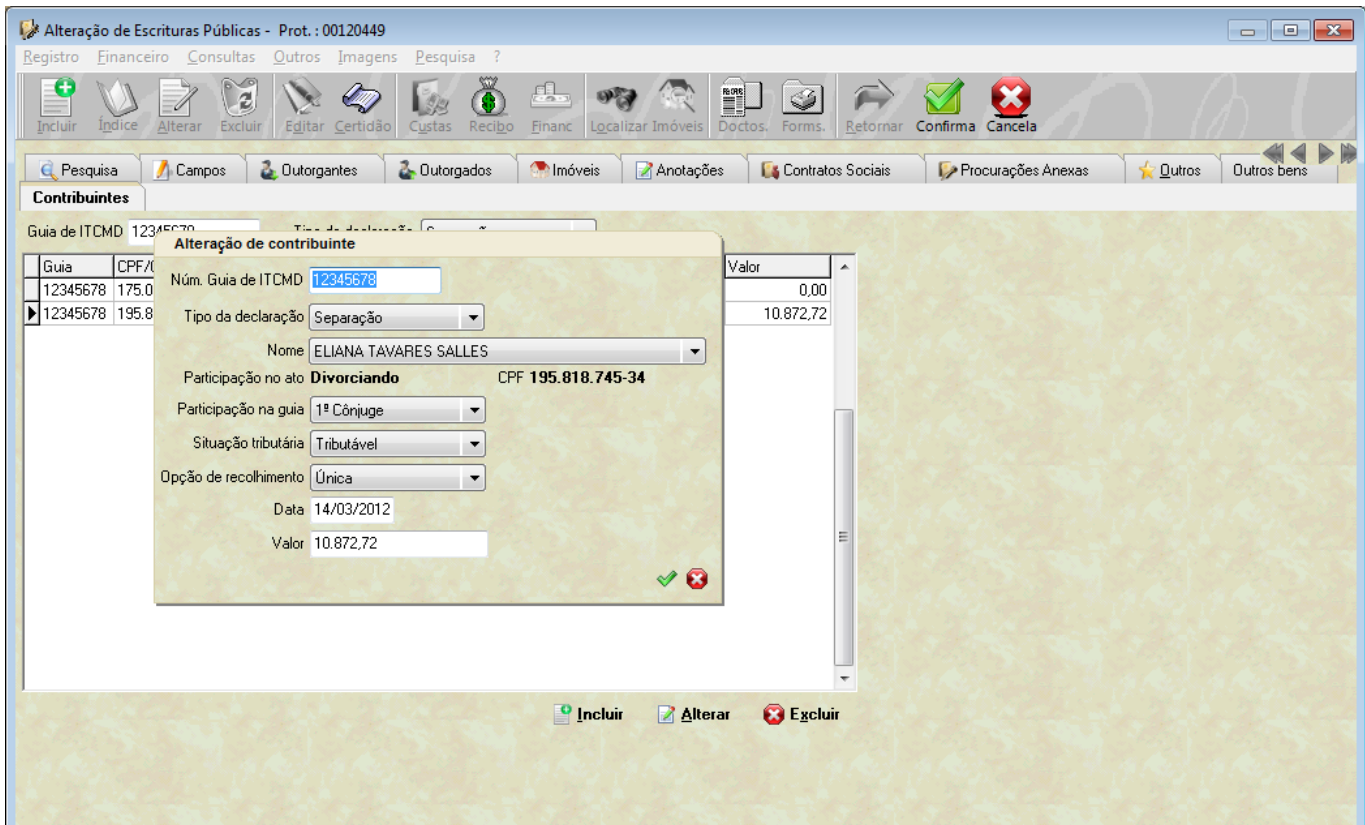 Alteração de Escrituras Públicas - Prot. : 00120449
Registro Financeiro Consultas Outros Imagens Pesquisa ?
Incluir Índice Alterar Excluir Editar Certidão Custas Recibo Financ Localizar Imóveis Doctos. Forms. Retornar Confirma Cancela
Pesquisa Campos Outorgantes Outorgados Imóveis Anotações Contratos Sociais Procurações Anexas Outros Outros bens
Contribuintes
Guia de ITCMD
Alteração de contribuinte
Guia Valor
12345678 175.0 0,00
12345678 195.8 10.872,72
Núm. Guia de ITCMD 12345678
Tipo da declaração Separação
Nome ELIANA TAVARES SALLES
Participação no ato Divorciando CPF 195.818.745-34
Participação na guia 1ª Cônjuge
Situação tributária Tributável
Opção de recolhimento Única
Data 14/03/2012
Valor 10.872,72
Incluir Alterar Excluir